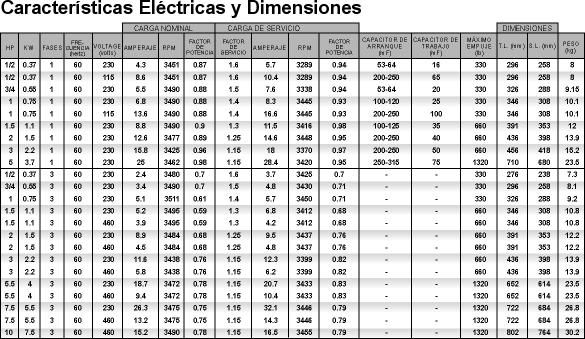 Características Eléctricas y Dimensiones
CARGA NOMINAL CARGA DE SERVICIO DIMENSIONES
HP KW FASES FRE-CUENCIA (hertz) VOLTAGE (volts) AMPERAJE RPM FACTOR DE POTENCIA FACTOR DE SERVICIO AMPERAJE RPM FACTOR DE POTENCIA CAPACITOR DE ARRANQUE (mF) CAPACITOR DE TRABAJO (mF) MÁXIMO EMPUJE (lb) T.L. (mm) S.L. (mm) PESO (kg)
1/2 0.37 1 60 230 4.3 3451 0.87 1.6 5.7 3289 0.94 53-64 16 330 296 258 8
1/2 0.37 1 60 115 8.6 3451 0.87 1.6 10.4 3289 0.94 200-250 65 330 296 258 8
3/4 0.55 1 60 230 5.5 3490 0.88 1.5 7.6 3338 0.94 53-64 20 330 326 288 9.15
1 0.75 1 60 230 6.8 3490 0.88 1.4 8.3 3445 0.93 100-120 25 330 346 308 10.1
1 0.75 1 60 115 13.6 3490 0.88 1.4 16.6 3445 0.93 200-250 100 330 346 308 10.1
1.5 1.1 1 60 230 8.8 3490 0.9 1.3 11.5 3416 0.98 100-125 35 660 391 353 12
2 1.5 1 60 230 12.6 3477 0.89 1.25 14.6 3448 0.95 200-250 40 660 436 398 13.9
3 2.2 1 60 230 15.8 3425 0.96 1.15 18 3370 0.97 200-250 50 660 456 418 15.2
5 3.7 1 60 230 25 3462 0.98 1.15 28.4 3420 0.95 250-315 75 1320 710 680 23.5
1/2 0.37 3 60 230 2.4 3480 0.7 1.6 3.7 3425 0.7 - - 330 276 238 7.3
3/4 0.55 3 60 230 3.4 3490 0.7 1.5 4.8 3430 0.71 - - 330 296 258 8.1
1 0.75 3 60 230 5.1 3511 0.61 1.4 5.7 3450 0.71 - - 330 326 288 9.2
1.5 1.1 3 60 230 5.2 3495 0.59 1.3 6.8 3412 0.68 - - 660 346 308 10.8
1.5 1.1 3 60 460 3.9 3495 0.59 1.3 4.2 3412 0.68 - - 660 346 308 10.8
2 1.5 3 60 230 8.9 3484 0.68 1.25 9.5 3437 0.76 - - 660 391 353 12.2
2 1.5 3 60 460 4.5 3484 0.68 1.25 4.8 3437 0.76 - - 660 391 353 12.2
3 2.2 3 60 230 11.6 3438 0.76 1.15 12.3 3399 0.82 - - 660 436 398 13.9
3 2.2 3 60 460 5.8 3438 0.76 1.15 6.2 3399 0.82 - - 660 436 398 13.9
5.5 4 3 60 230 18.7 3472 0.78 1.15 20.7 3433 0.83 - - 1320 652 614 23.5
5.5 4 3 60 460 9.4 3472 0.78 1.15 10.4 3433 0.83 - - 1320 652 614 23.5
7.5 5.5 3 60 230 26.3 3475 0.75 1.15 32.1 3446 0.79 - - 1320 722 684 26.8
7.5 5.5 3 60 460 13.2 3475 0.75 1.15 14.3 3446 0.79 - - 1320 722 684 26.8
10 7.5 3 60 460 15.2 3490 0.78 1.15 16.5 3455 0.79 - - 1320 802 764 30.2